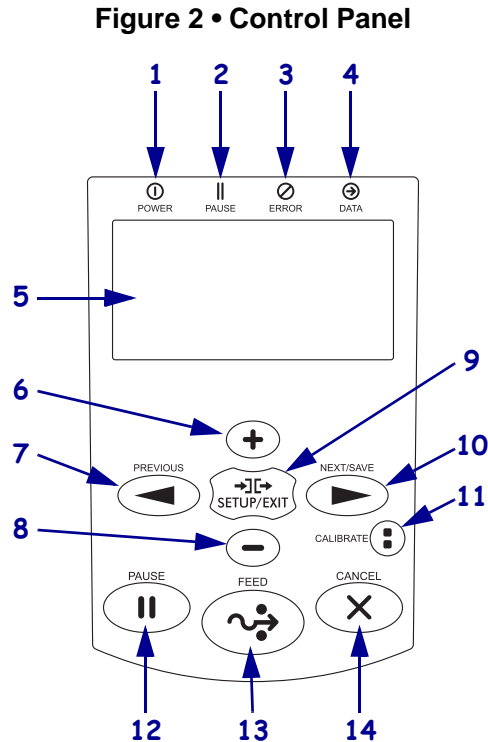 Figure 2 • Control Panel
1 2 3 4
POWER PAUSE ERROR DATA
5
9
6
7
PREVIOUS
NEXT/SAVE
10
SETUP/EXIT
11
8
CALIBRATE
PAUSE FEED CANCEL
12 13 14